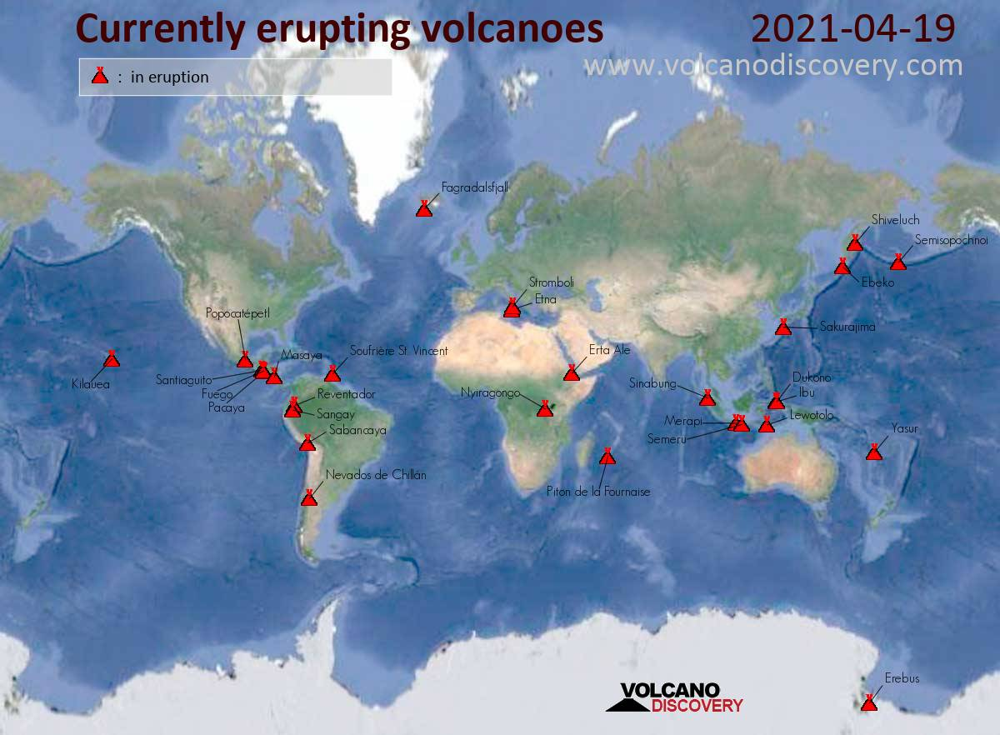 Currently erupting volcanoes
2021-04-19
www.volcanodiscovery.com
: in eruption
Fagradalsfjall
Shiveluch
Semisopochnoi
Ebeko
Stromboli
Etna
Popocatépetl
Sakurajima
Masaya
Soufrière St. Vincent
Erta Ale
Kilauea
Santiaguito
Fuego
Pacaya
Reventador
Sangay
Sabancaya
Nyiragongo
Sinabung
Dukono
Ibu
Lewotolo
Merapi
Semeru
Yasur
Nevados de Chillán
Piton de la Fournaise
Erebus
VOLCANO
DISCOVERY